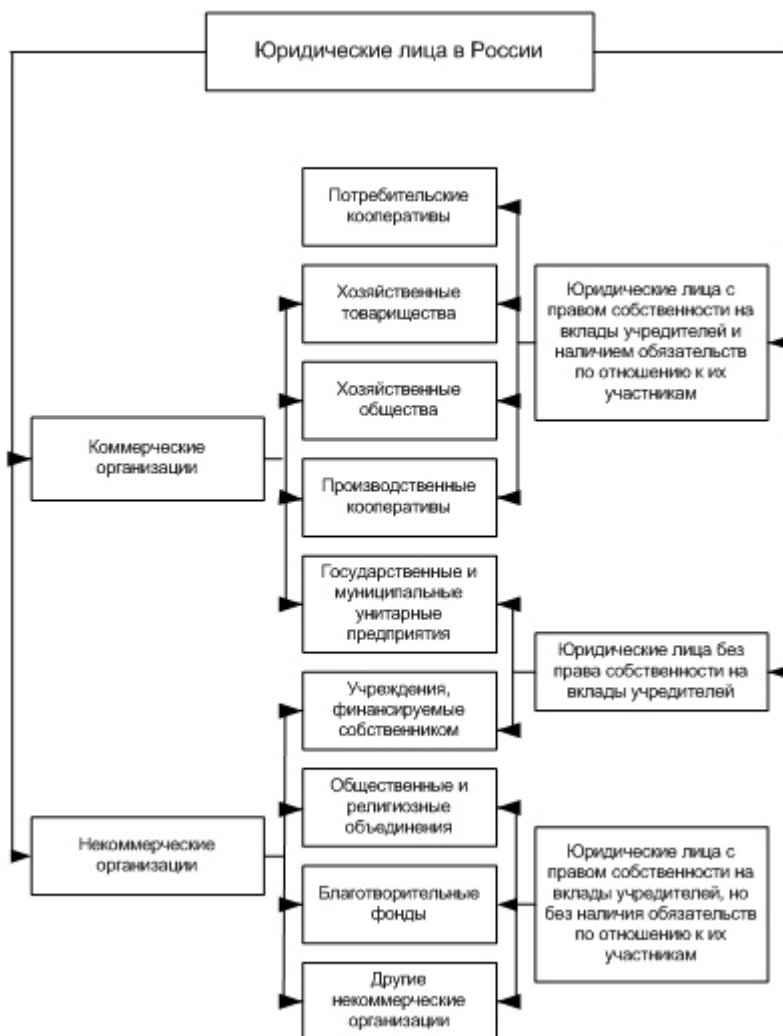 Юридические лица в России
Потребительские
кооперативы
Хозяйственные
товарищества
Юридические лица с
правом собственности на
вклады учредителей и
наличием обязательств
по отношению к их
участникам
Хозяйственные
общества
Коммерческие
организации
Производственные
кооперативы
Государственные и
муниципальные
унитарные
предприятия
Юридические лица без
права собственности на
вклады учредителей
Учреждения,
финансируемые
собственником
Общественные и
религиозные
объединения
Некоммерческие
организации
Юридические лица с
правом собственности на
вклады учредителей, но
без наличия обязательств
по отношению к их
участникам
Благотворительные
фонды
Другие
некоммерческие
организации